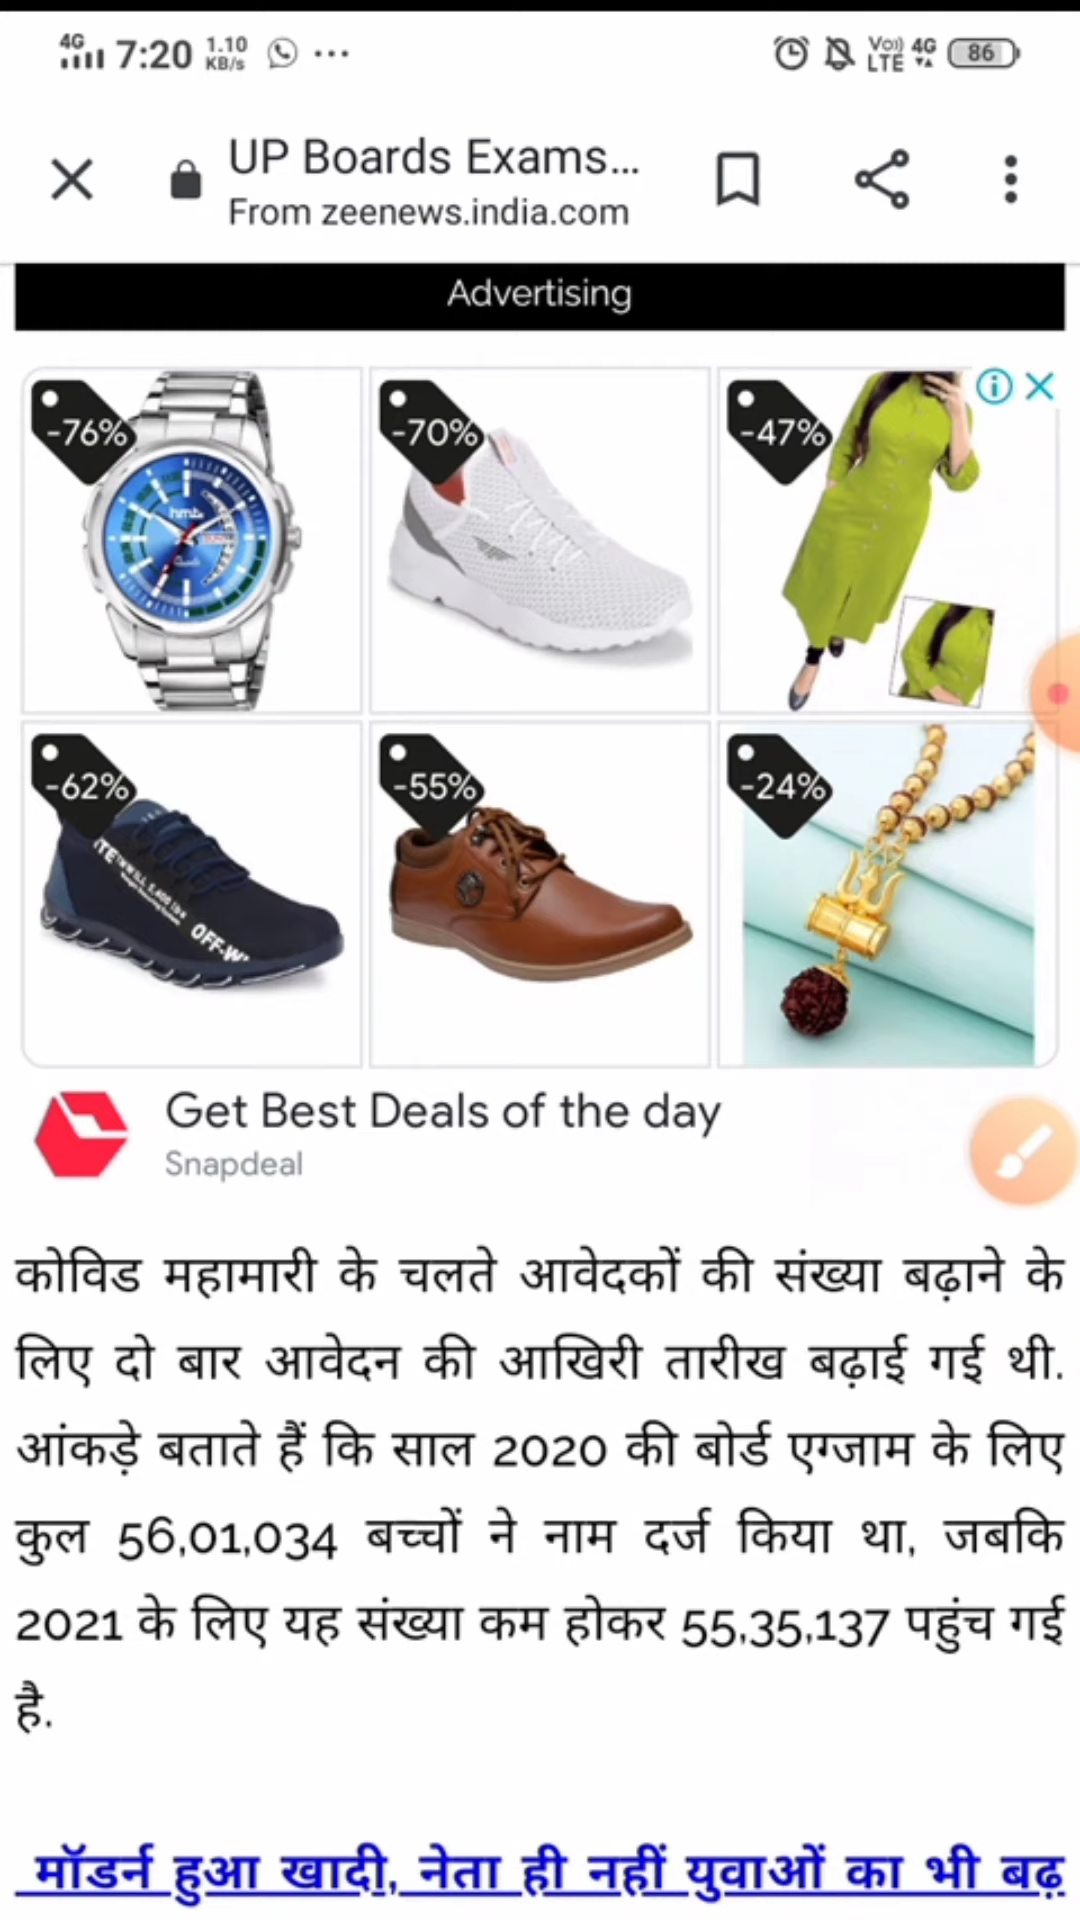 4G 7:20 1.10 KB/s ... Vo) LTE 4G 86
UP Boards Exams...
From zeenews.india.com
Advertising
-76%
-70%
-47%
hmt
Quartz
-62%
-55%
-24%
OFF-W
Get Best Deals of the day
Snapdeal
कोविड महामारी के चलते आवेदकों की संख्या बढ़ाने के
लिए दो बार आवेदन की आखिरी तारीख बढ़ाई गई थी.
आंकड़े बताते हैं कि साल 2020 की बोर्ड एग्जाम के लिए
कुल 56,01,034 बच्चों ने नाम दर्ज किया था, जबकि
2021 के लिए यह संख्या कम होकर 55,35,137 पहुंच गई
है.
मॉडर्न हुआ खादी, नेता ही नहीं युवाओं का भी बढ़